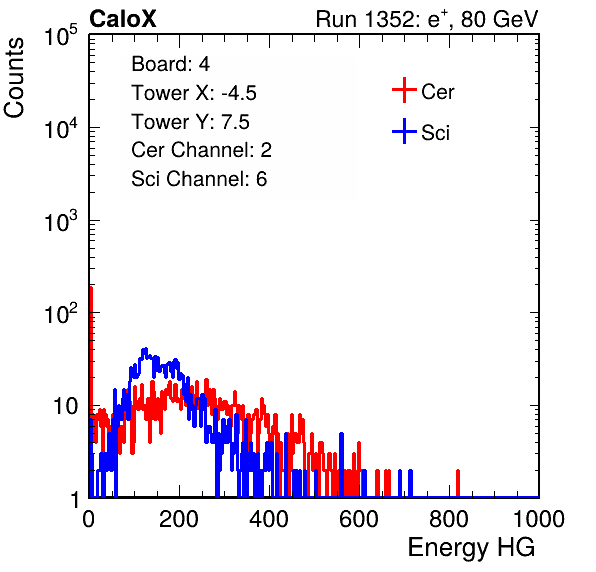 CaloX Run 1352: e⁺, 80 GeV
Counts
10⁵
10⁴
10³
10²
10
1
Board: 4
Tower X: -4.5
Tower Y: 7.5
Cer Channel: 2
Sci Channel: 6
Cer
Sci
0 200 400 600 800 1000
Energy HG